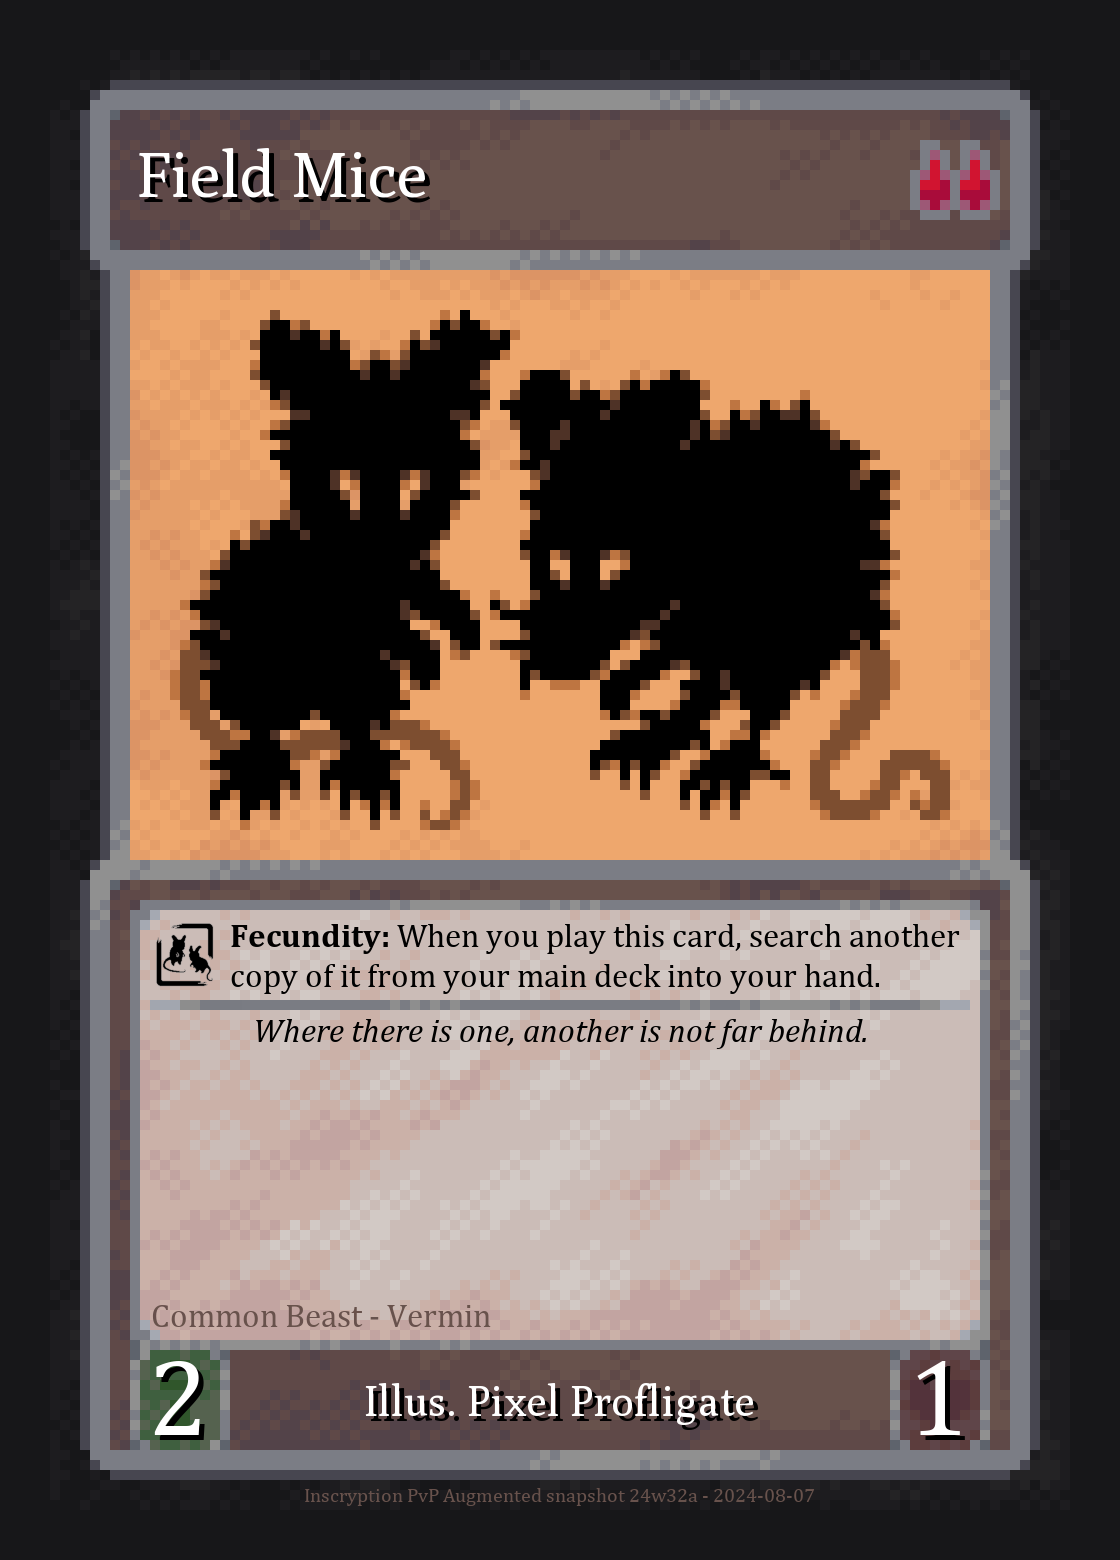 Field Mice
Fecundity: When you play this card, search another
copy of it from your main deck into your hand.
Where there is one, another is not far behind.
Common Beast - Vermin
2
Illus. Pixel Profligate
1
Inscryption PvP Augmented snapshot 24w32a - 2024-08-07